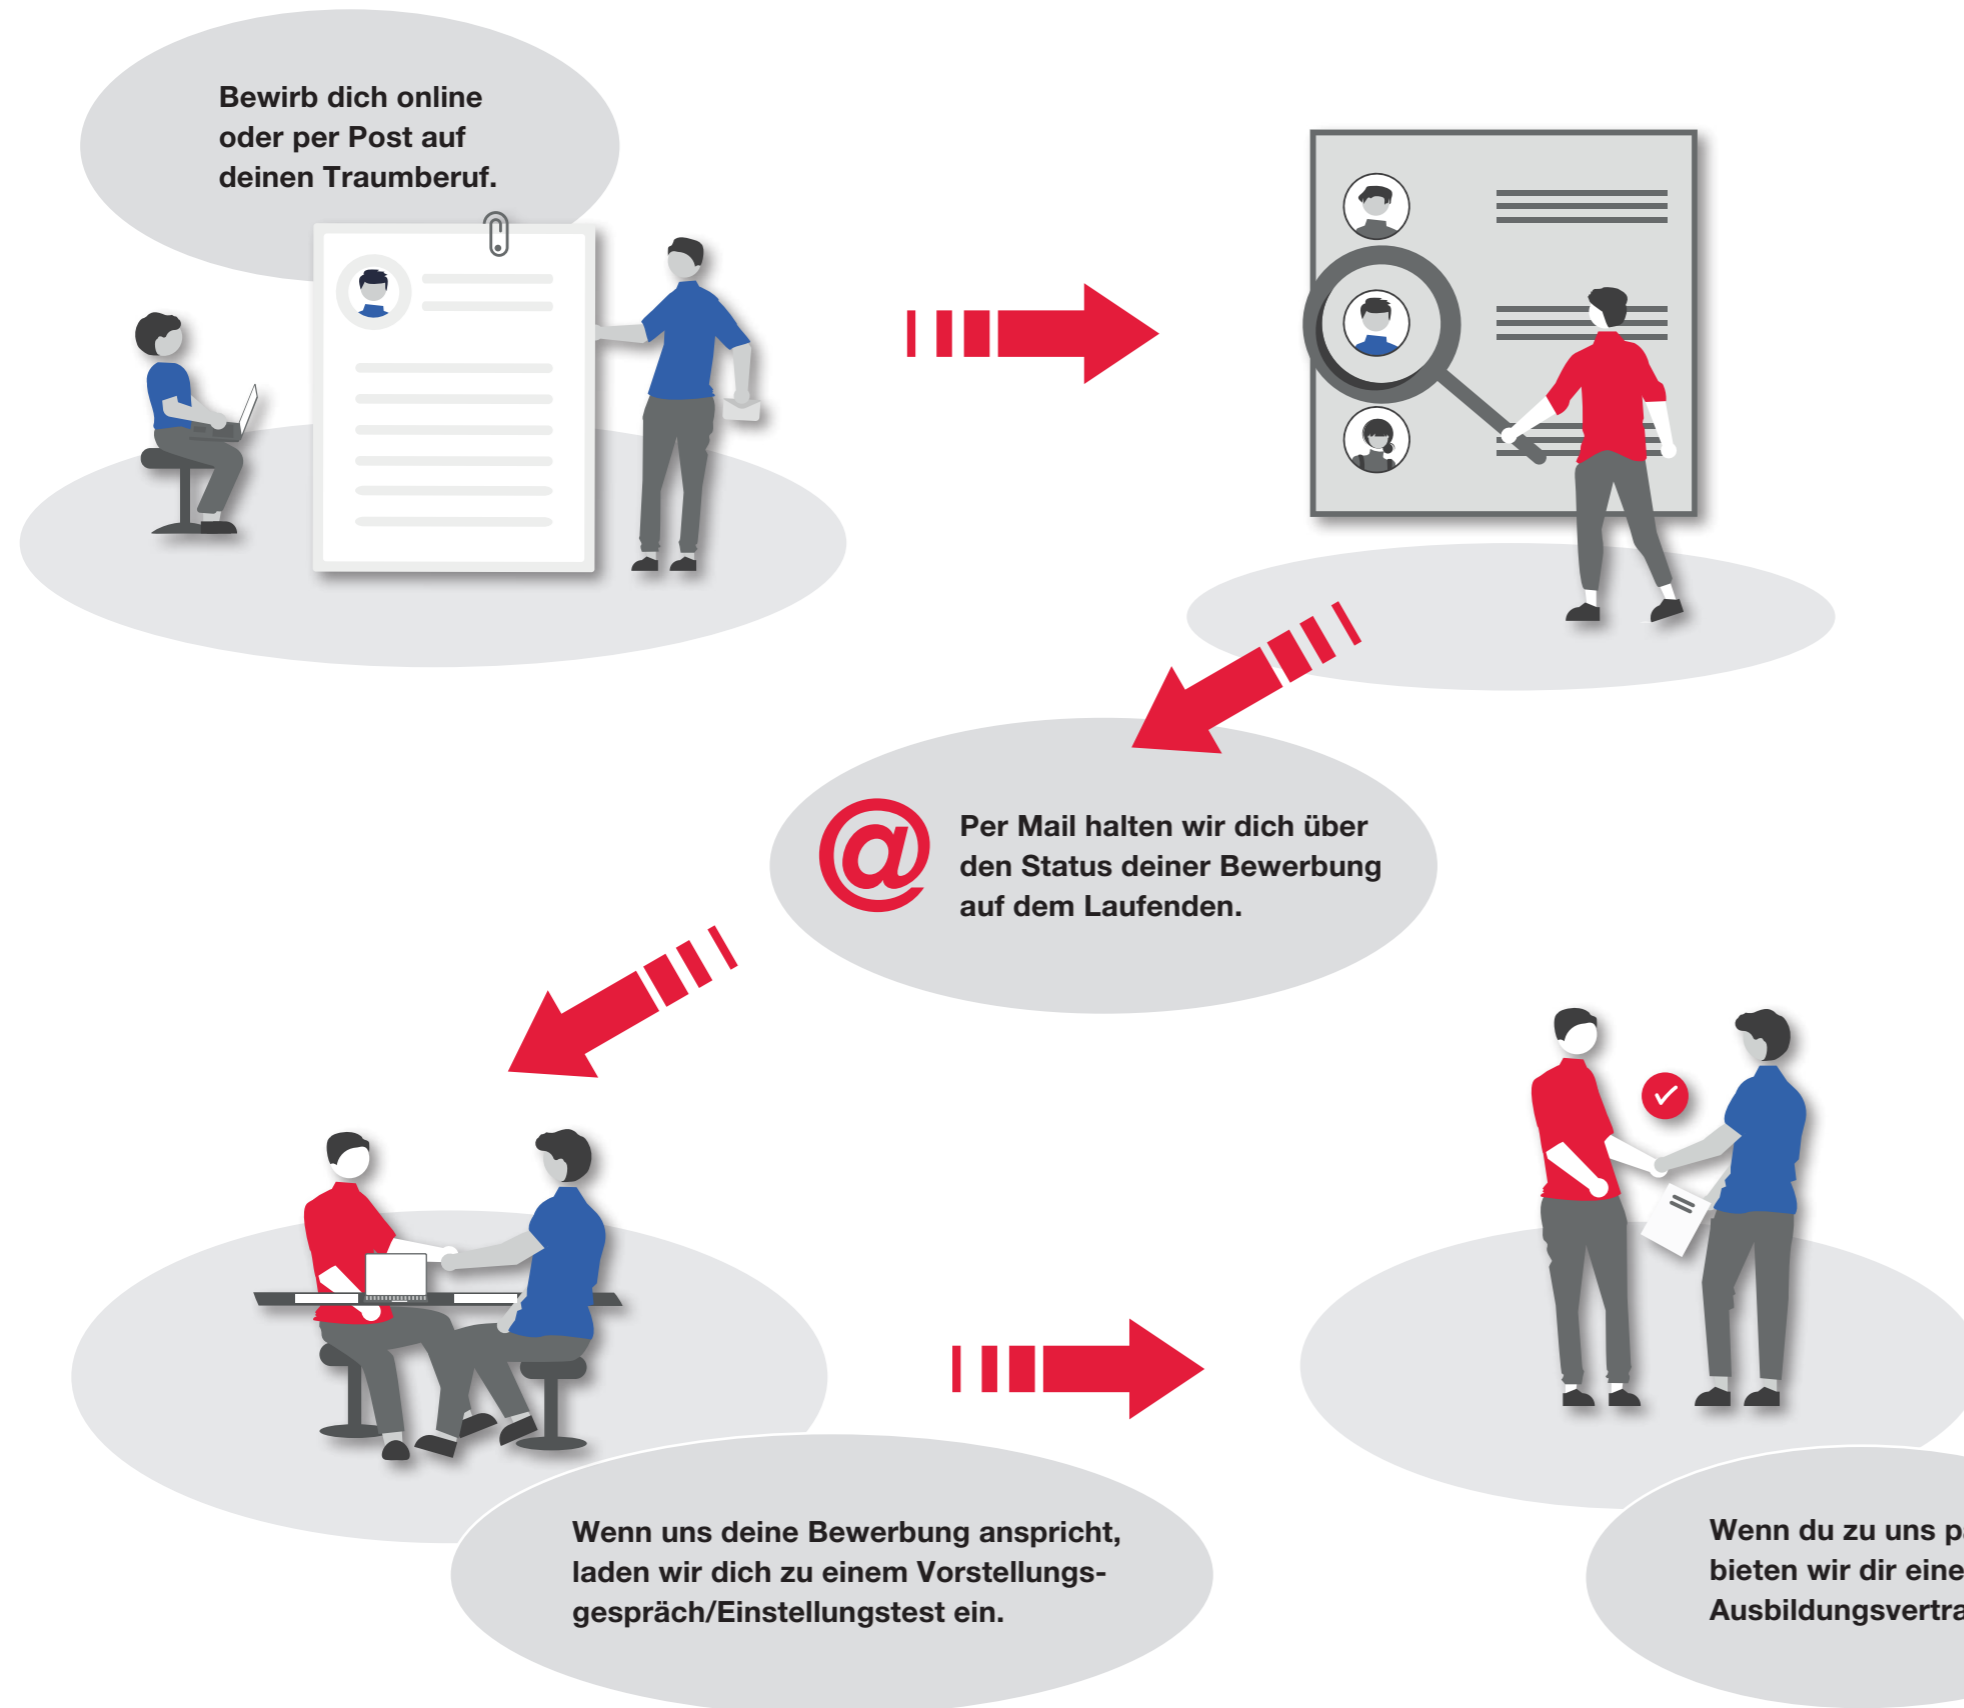 Bewirb dich online
oder per Post auf
deinen Traumberuf.
@ Per Mail halten wir dich über
den Status deiner Bewerbung
auf dem Laufenden.
Wenn uns deine Bewerbung anspricht,
laden wir dich zu einem Vorstellungs-
gespräch/Einstellungstest ein.
Wenn du zu uns
bieten wir dir